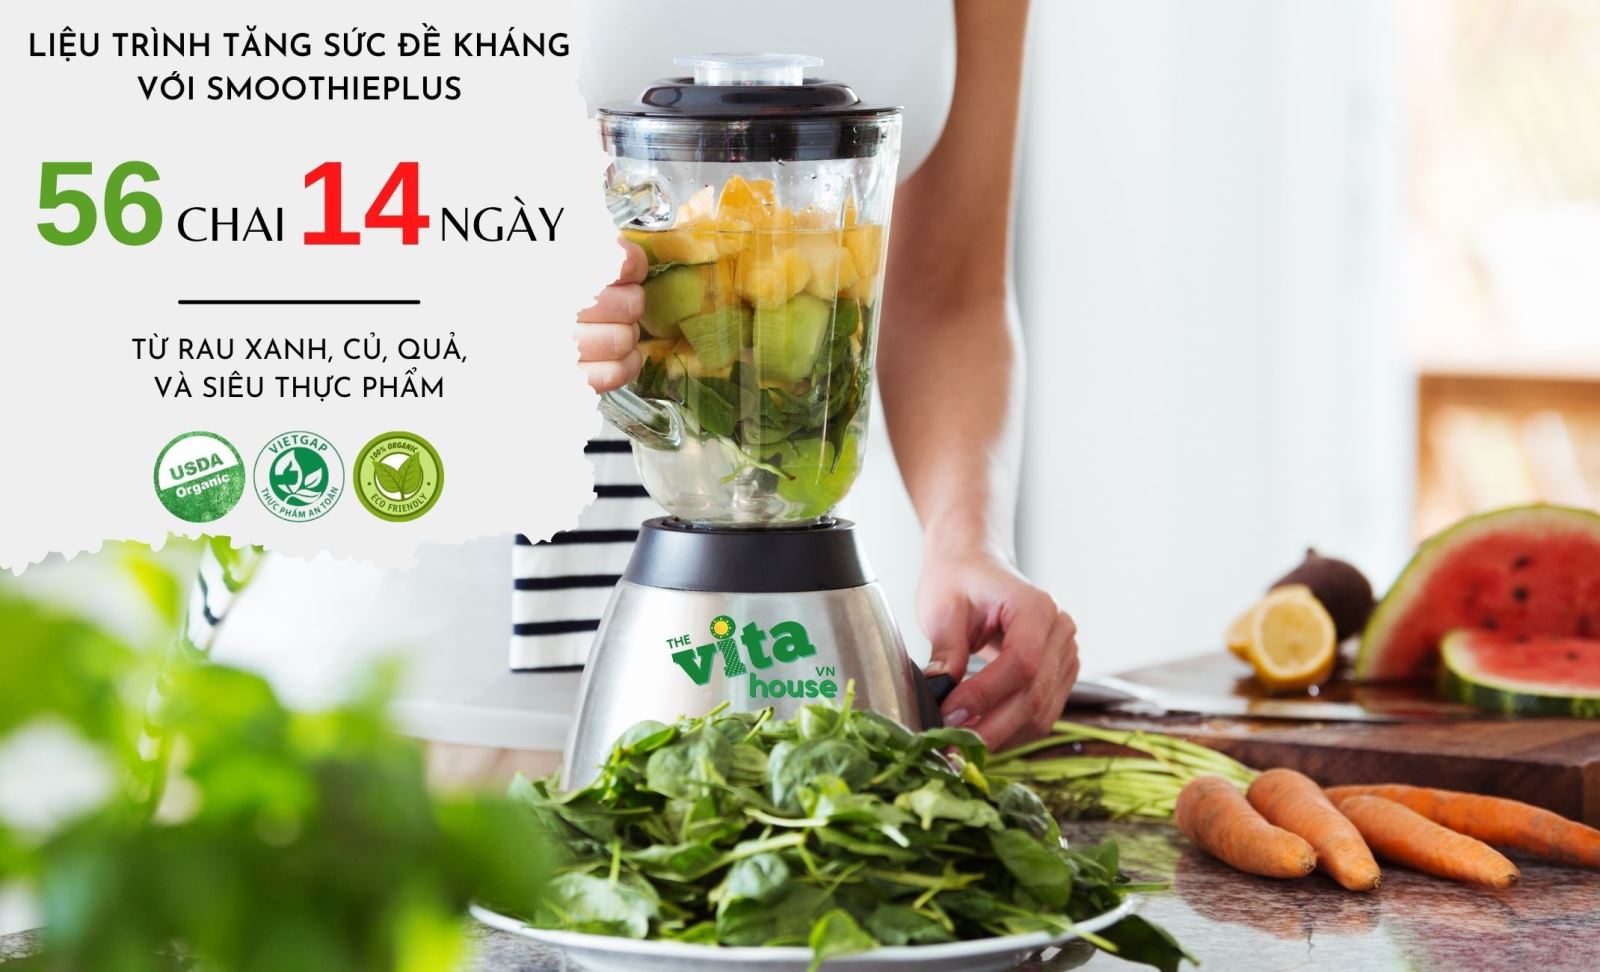 LIỆU TRÌNH TĂNG SỨC ĐỀ KHÁNG
VỚI SMOOTHIEPLUS
56 CHAI 14 NGÀY
TỪ RAU XANH, CỦ, QUẢ,
VÀ SIÊU THỰC PHẨM
USDA
Organic
VIETGAP
THỰC PHẨM AN TOÀN
100% ORGANIC
ECO FRIENDLY
THE
vita
VN
house